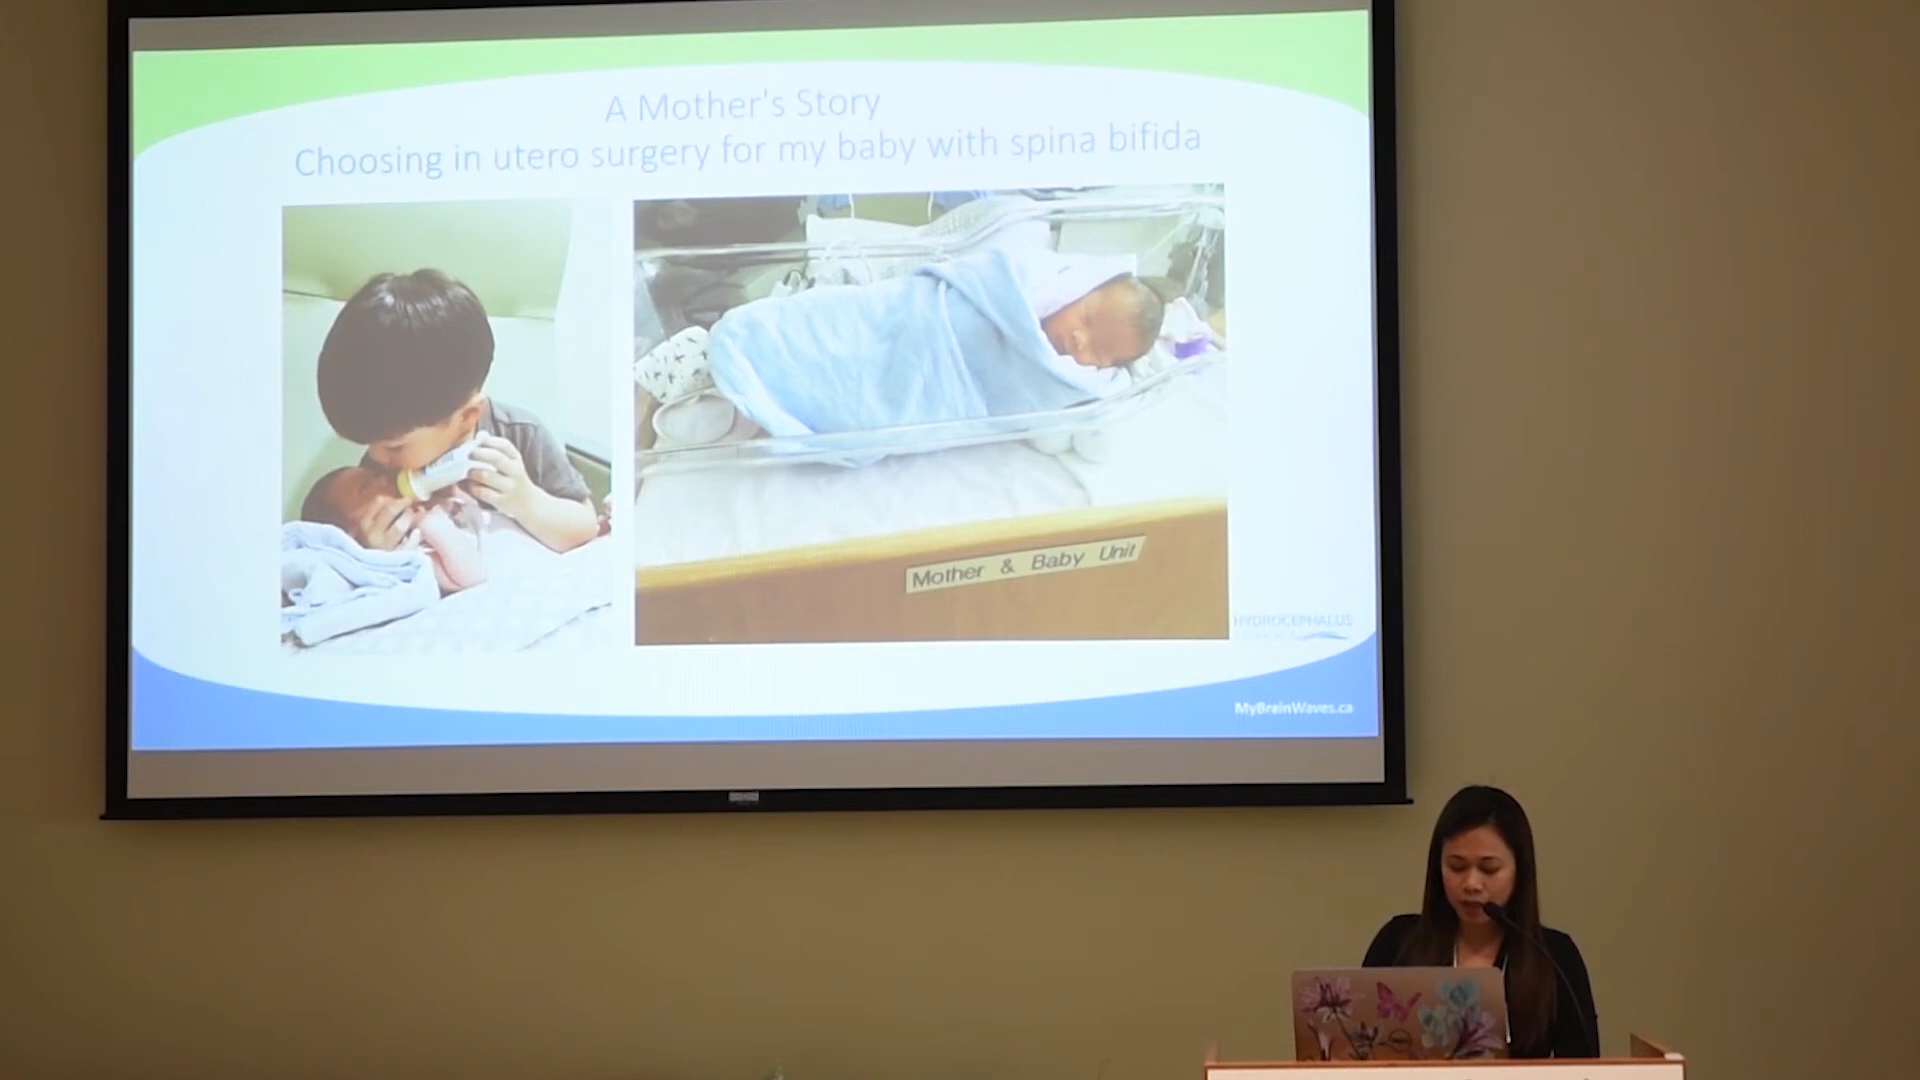 A Mother's Story
Choosing in utero surgery for my baby with spina bifida
Mother & Baby Unit
HYDROCEPHALUS
MyBrainWaves.ca